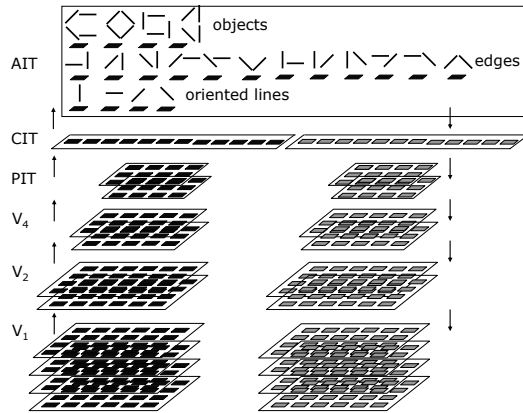 objects
AIT
edges
oriented lines
CIT
PIT
V4
V2
V1